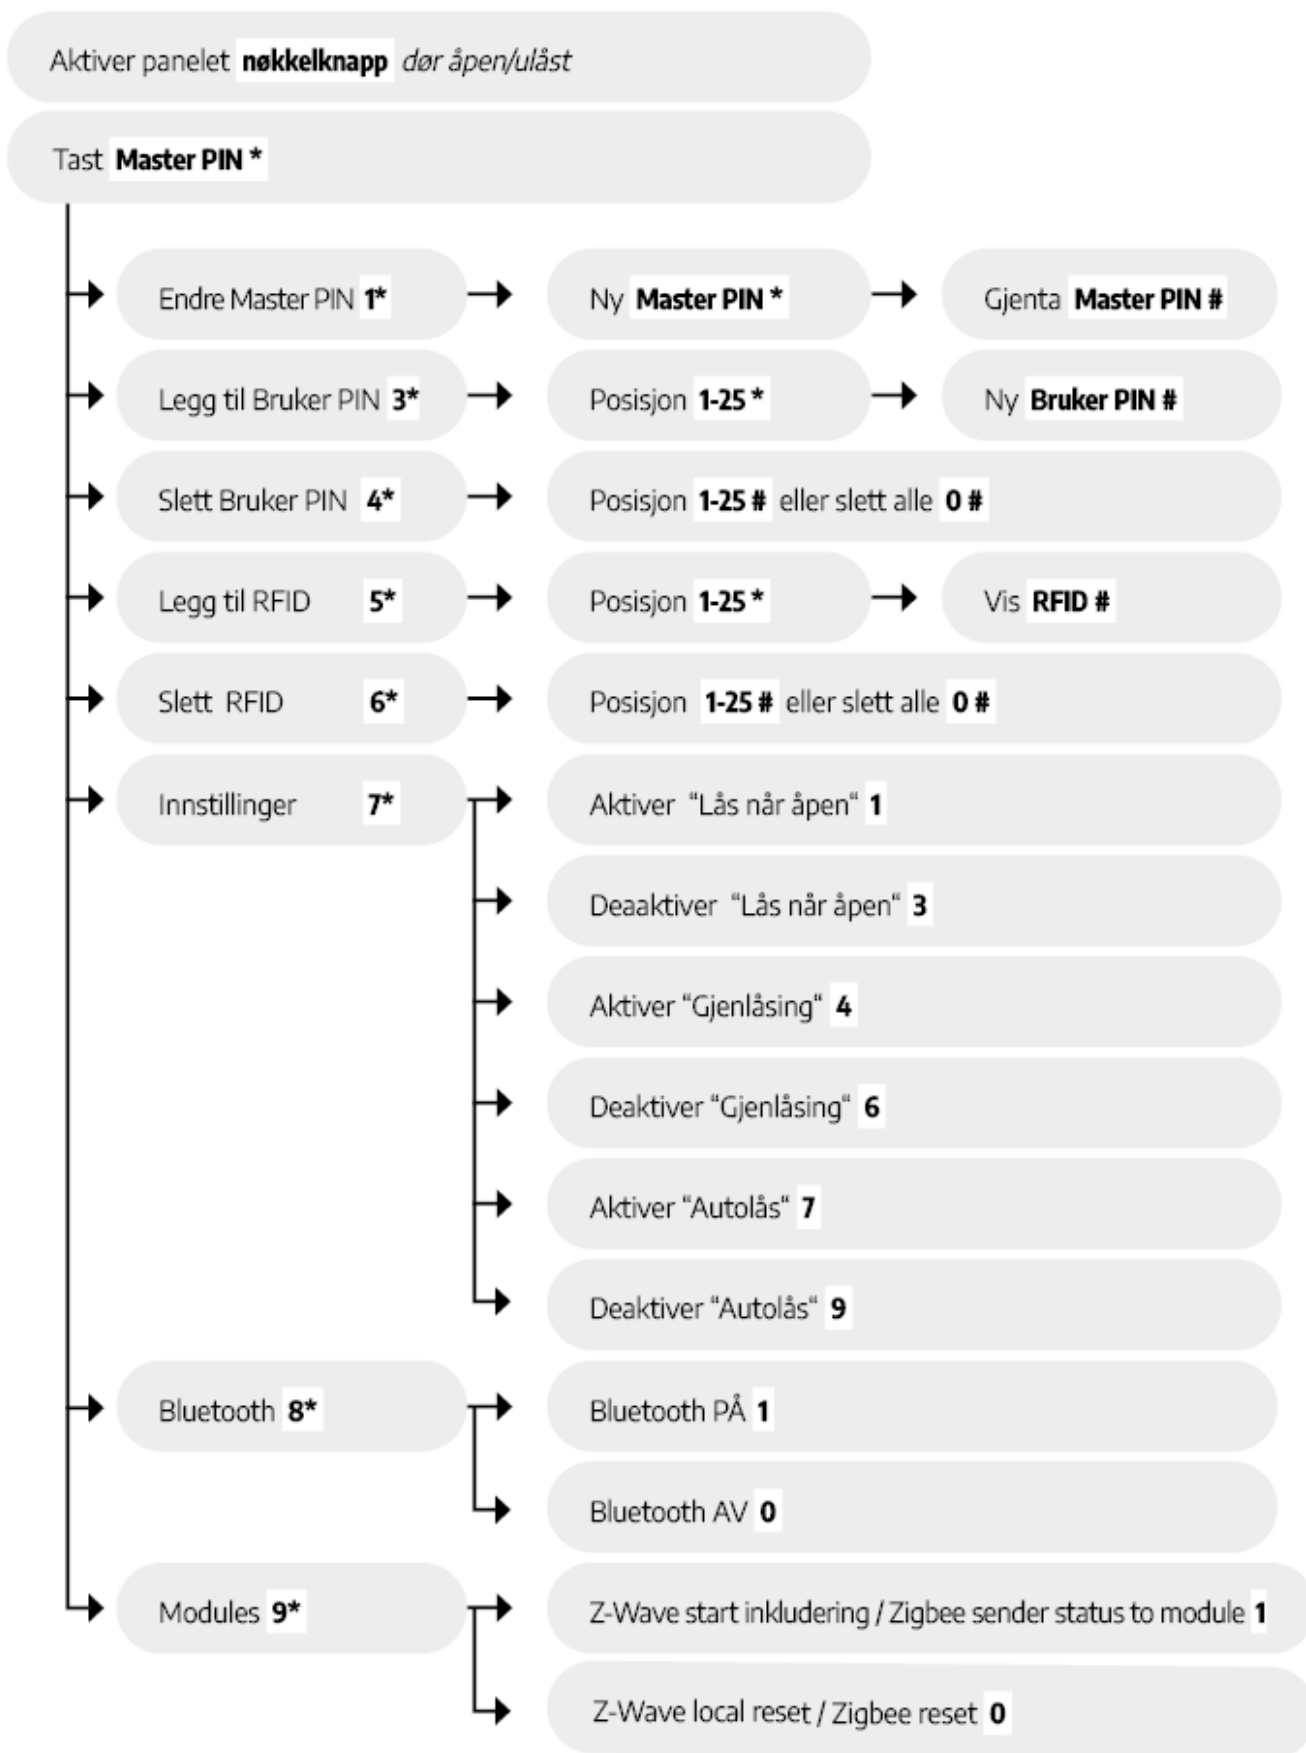 Aktiver panelet nøkkelknapp dør åpen/ulåst
Tast Master PIN *
Endre Master PIN 1* Ny Master PIN * Gjenta Master PIN #
Legg til Bruker PIN 3* Posisjon 1-25 * Ny Bruker PIN #
Slett Bruker PIN 4* Posisjon 1-25 # eller slett alle 0 #
Legg til RFID 5* Posisjon 1-25 * Vis RFID #
Slett RFID 6* Posisjon 1-25 # eller slett alle 0 #
Innstillinger 7* Aktiver “Lås når åpen“ 1
Deaaktiver “Lås når åpen“ 3
Aktiver “Gjenlåsing“ 4
Deaktiver “Gjenlåsing“ 6
Aktiver “Autolås“ 7
Deaktiver “Autolås“ 9
Bluetooth 8* Bluetooth PÅ 1
Bluetooth AV 0
Modules 9* Z-Wave start inkludering / Zigbee sender status to module 1
Z-Wave local reset / Zigbee reset 0